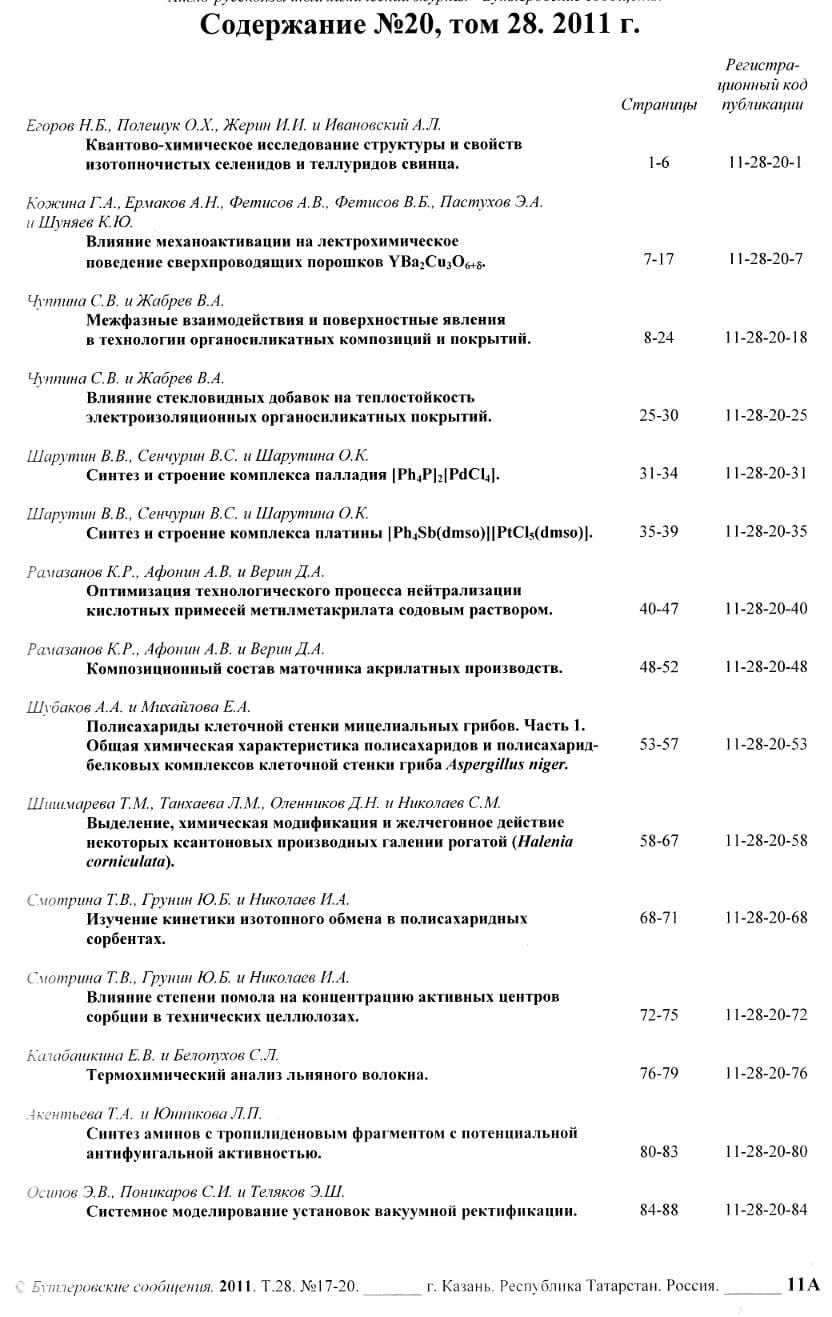 Содержание №20, том 28. 2011 г.
Страницы
Регистра-
ционный код
публикации
Егоров Н.Б., Полещук О.Х., Жерин И.И. и Ивановский А.Л.
Квантово-химическое исследование структуры и свойств
изотопночистых селенидов и теллуридов свинца. 1-6 11-28-20-1
Кожина Г.А., Ермаков А.Н., Фетисов А.В., Фетисов В.Б., Пастухов Э.А.
и Шуняев К.Ю.
Влияние механоактивации на лектрохимическое
поведение сверхпроводящих порошков YBa₂Cu₃O₆₊δ. 7-17 11-28-20-7
Чуппина С.В. и Жабрев В.А.
Межфазные взаимодействия и поверхностные явления
в технологии органосиликатных композиций и покрытий. 8-24 11-28-20-18
Чуппина С.В. и Жабрев В.А.
Влияние стекловидных добавок на теплостойкость
электроизоляционных органосиликатных покрытий. 25-30 11-28-20-25
Шарутин В.В., Сенчурин В.С. и Шарутина О.К.
Синтез и строение комплекса палладия [Ph₄P]₂[PdCl₄]. 31-34 11-28-20-31
Шарутин В.В., Сенчурин В.С. и Шарутина О.К.
Синтез и строение комплекса платины [Ph₄Sb(dmso)][PtCl₅(dmso)]. 35-39 11-28-20-35
Рамазанов К.Р., Афонин А.В. и Верин Д.А.
Оптимизация технологического процесса нейтрализации
кислотных примесей метилметакрилата содовым раствором. 40-47 11-28-20-40
Рамазанов К.Р., Афонин А.В. и Верин Д.А.
Композиционный состав маточника акрилатных производств. 48-52 11-28-20-48
Шубаков А.А. и Михайлова Е.А.
Полисахариды клеточной стенки мицелиальных грибов. Часть 1.
Общая химическая характеристика полисахаридов и полисахарид- 53-57 11-28-20-53
белковых комплексов клеточной стенки гриба Aspergillus niger.
Шишмарева Т.М., Танхаева Л.М., Оленников Д.Н. и Николаев С.М.
Выделение, химическая модификация и желчегонное действие
некоторых ксантоновых производных галении рогатой (Halenia 58-67 11-28-20-58
corniculata).
Смотрина Т.В., Грунин Ю.Б. и Николаев И.А.
Изучение кинетики изотопного обмена в полисахаридных 68-71 11-28-20-68
сорбентах.
Смотрина Т.В., Грунин Ю.Б. и Николаев И.А.
Влияние степени помола на концентрацию активных центров
сорбции в технических целлюлозах. 72-75 11-28-20-72
Калабашкина Е.В. и Белопухов С.Л.
Термохимический анализ льняного волокна. 76-79 11-28-20-76
Акентьева Т.А. и Юнникова Л.П.
Синтез аминов с тропилиденовым фрагментом с потенциальной
антифунгальной активностью. 80-83 11-28-20-80
Осипов Э.В., Поникаров С.И. и Теляков Э.Ш.
Системное моделирование установок вакуумной ректификации. 84-88 11-28-20-84
© Бутлеровские сообщения. 2011. Т.28. №17-20. _______ г. Казань. Республика Татарстан. Россия. _______ 11A